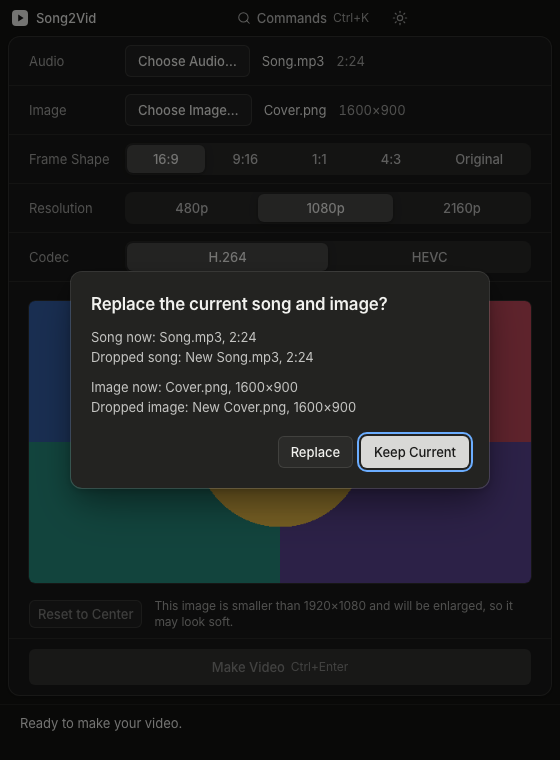 Song2Vid
Commands Ctrl+K
Audio
Choose Audio...
Song.mp3 2:24
Image
Choose Image...
Cover.png 1600×900
Frame Shape
16:9
9:16
1:1
4:3
Original
Resolution
480p
1080p
2160p
Codec
H.264
HEVC
Replace the current song and image?
Song now: Song.mp3, 2:24
Dropped song: New Song.mp3, 2:24
Image now: Cover.png, 1600×900
Dropped image: New Cover.png, 1600×900
Replace
Keep Current
Reset to Center
This image is smaller than 1920×1080 and will be enlarged, so it
may look soft.
Make Video Ctrl+Enter
Ready to make your video.